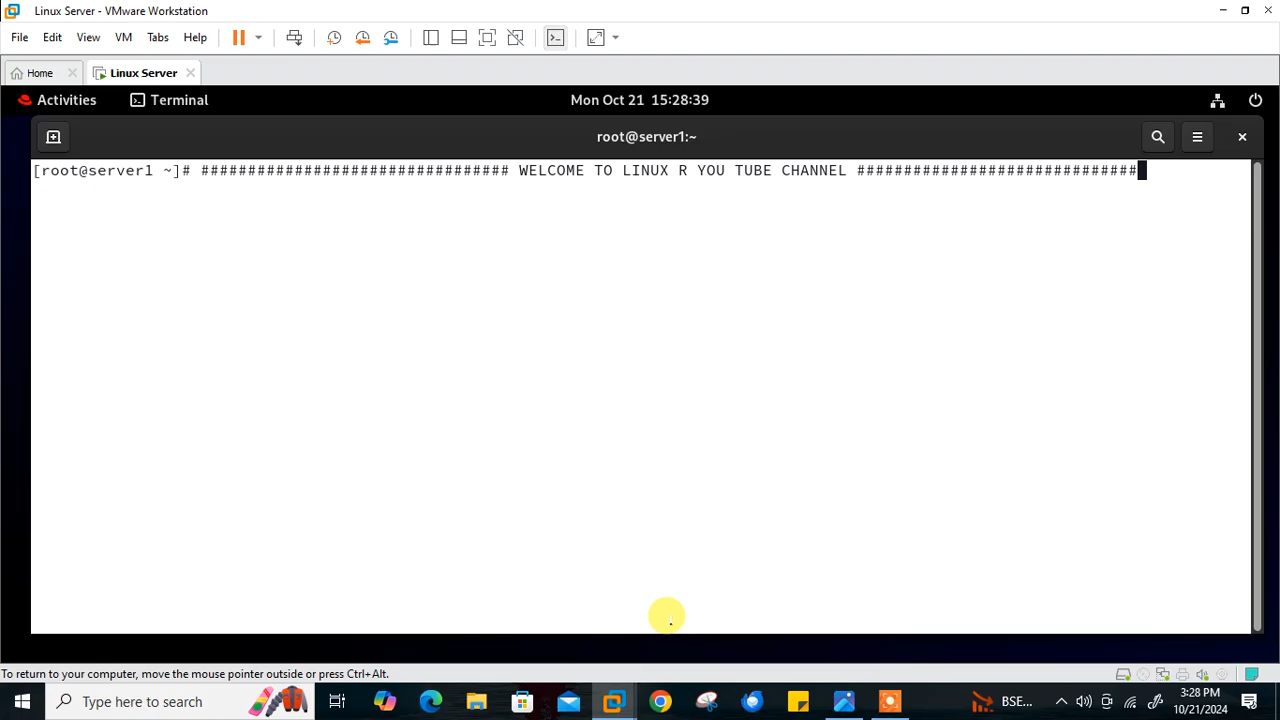 Linux Server - VMware Workstation
File Edit View VM Tabs Help
Home Linux Server
Activities Terminal Mon Oct 21 15:28:39
root@server1:~
[root@server1 ~]# ################################# WELCOME TO LINUX R YOU TUBE CHANNEL ##############################
To return to your computer, move the mouse pointer outside or press Ctrl+Alt.
Type here to search BSE... 3:28 PM
10/21/2024